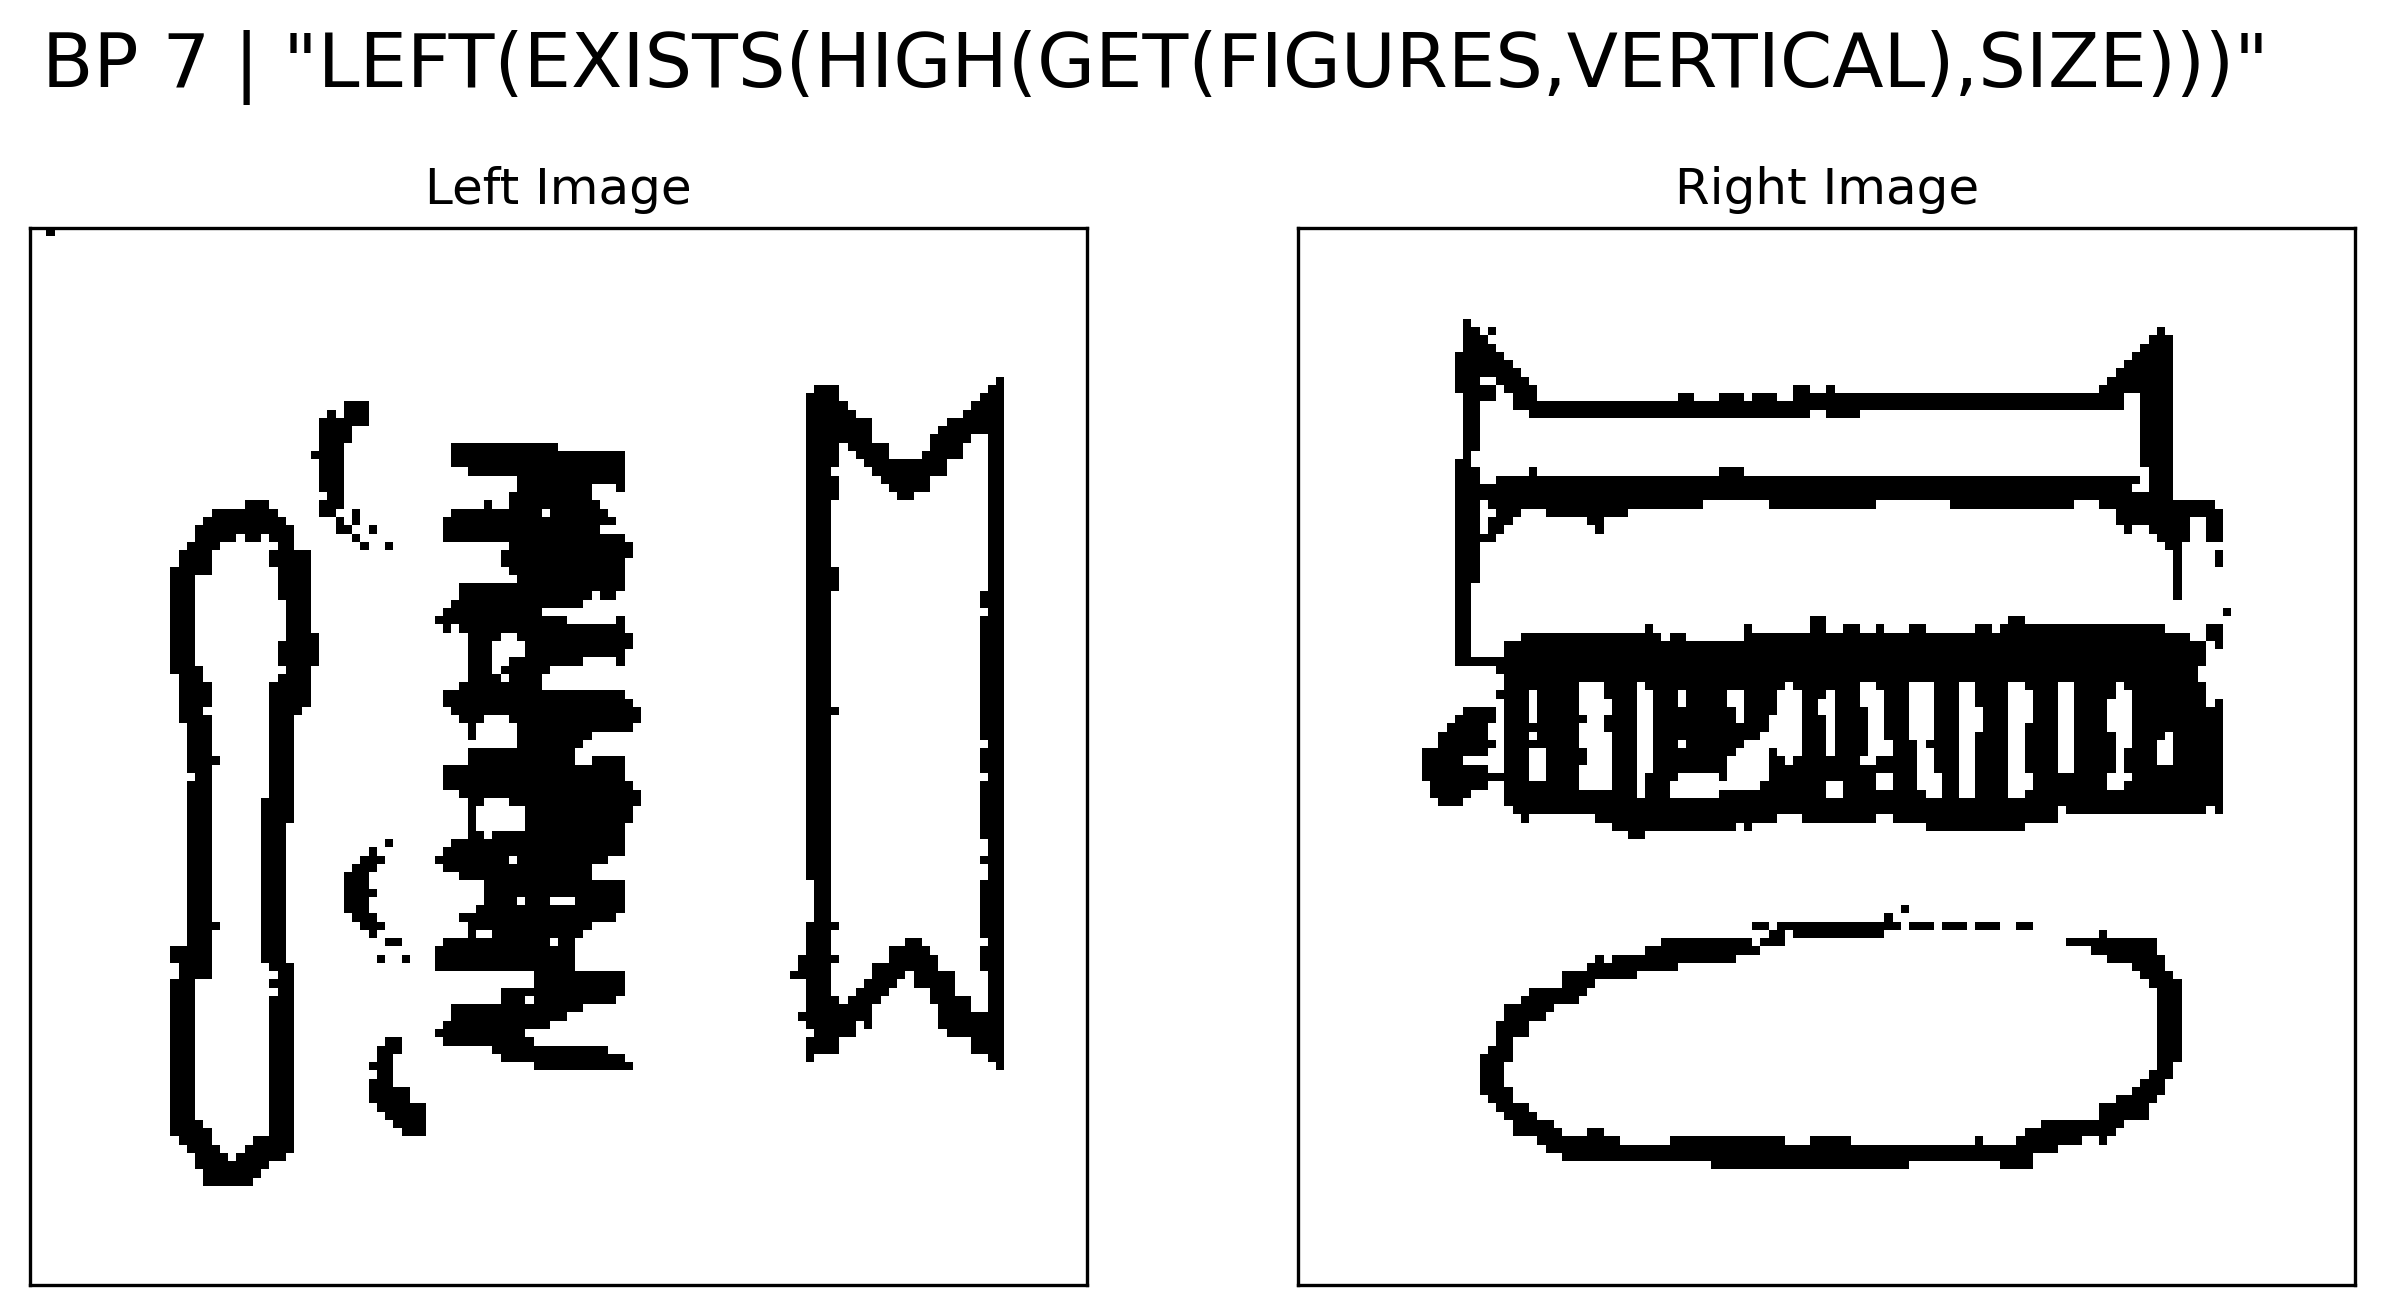 BP 7 | "LEFT(EXISTS(HIGH(GET(FIGURES,VERTICAL),SIZE)))"
Left Image
Right Image